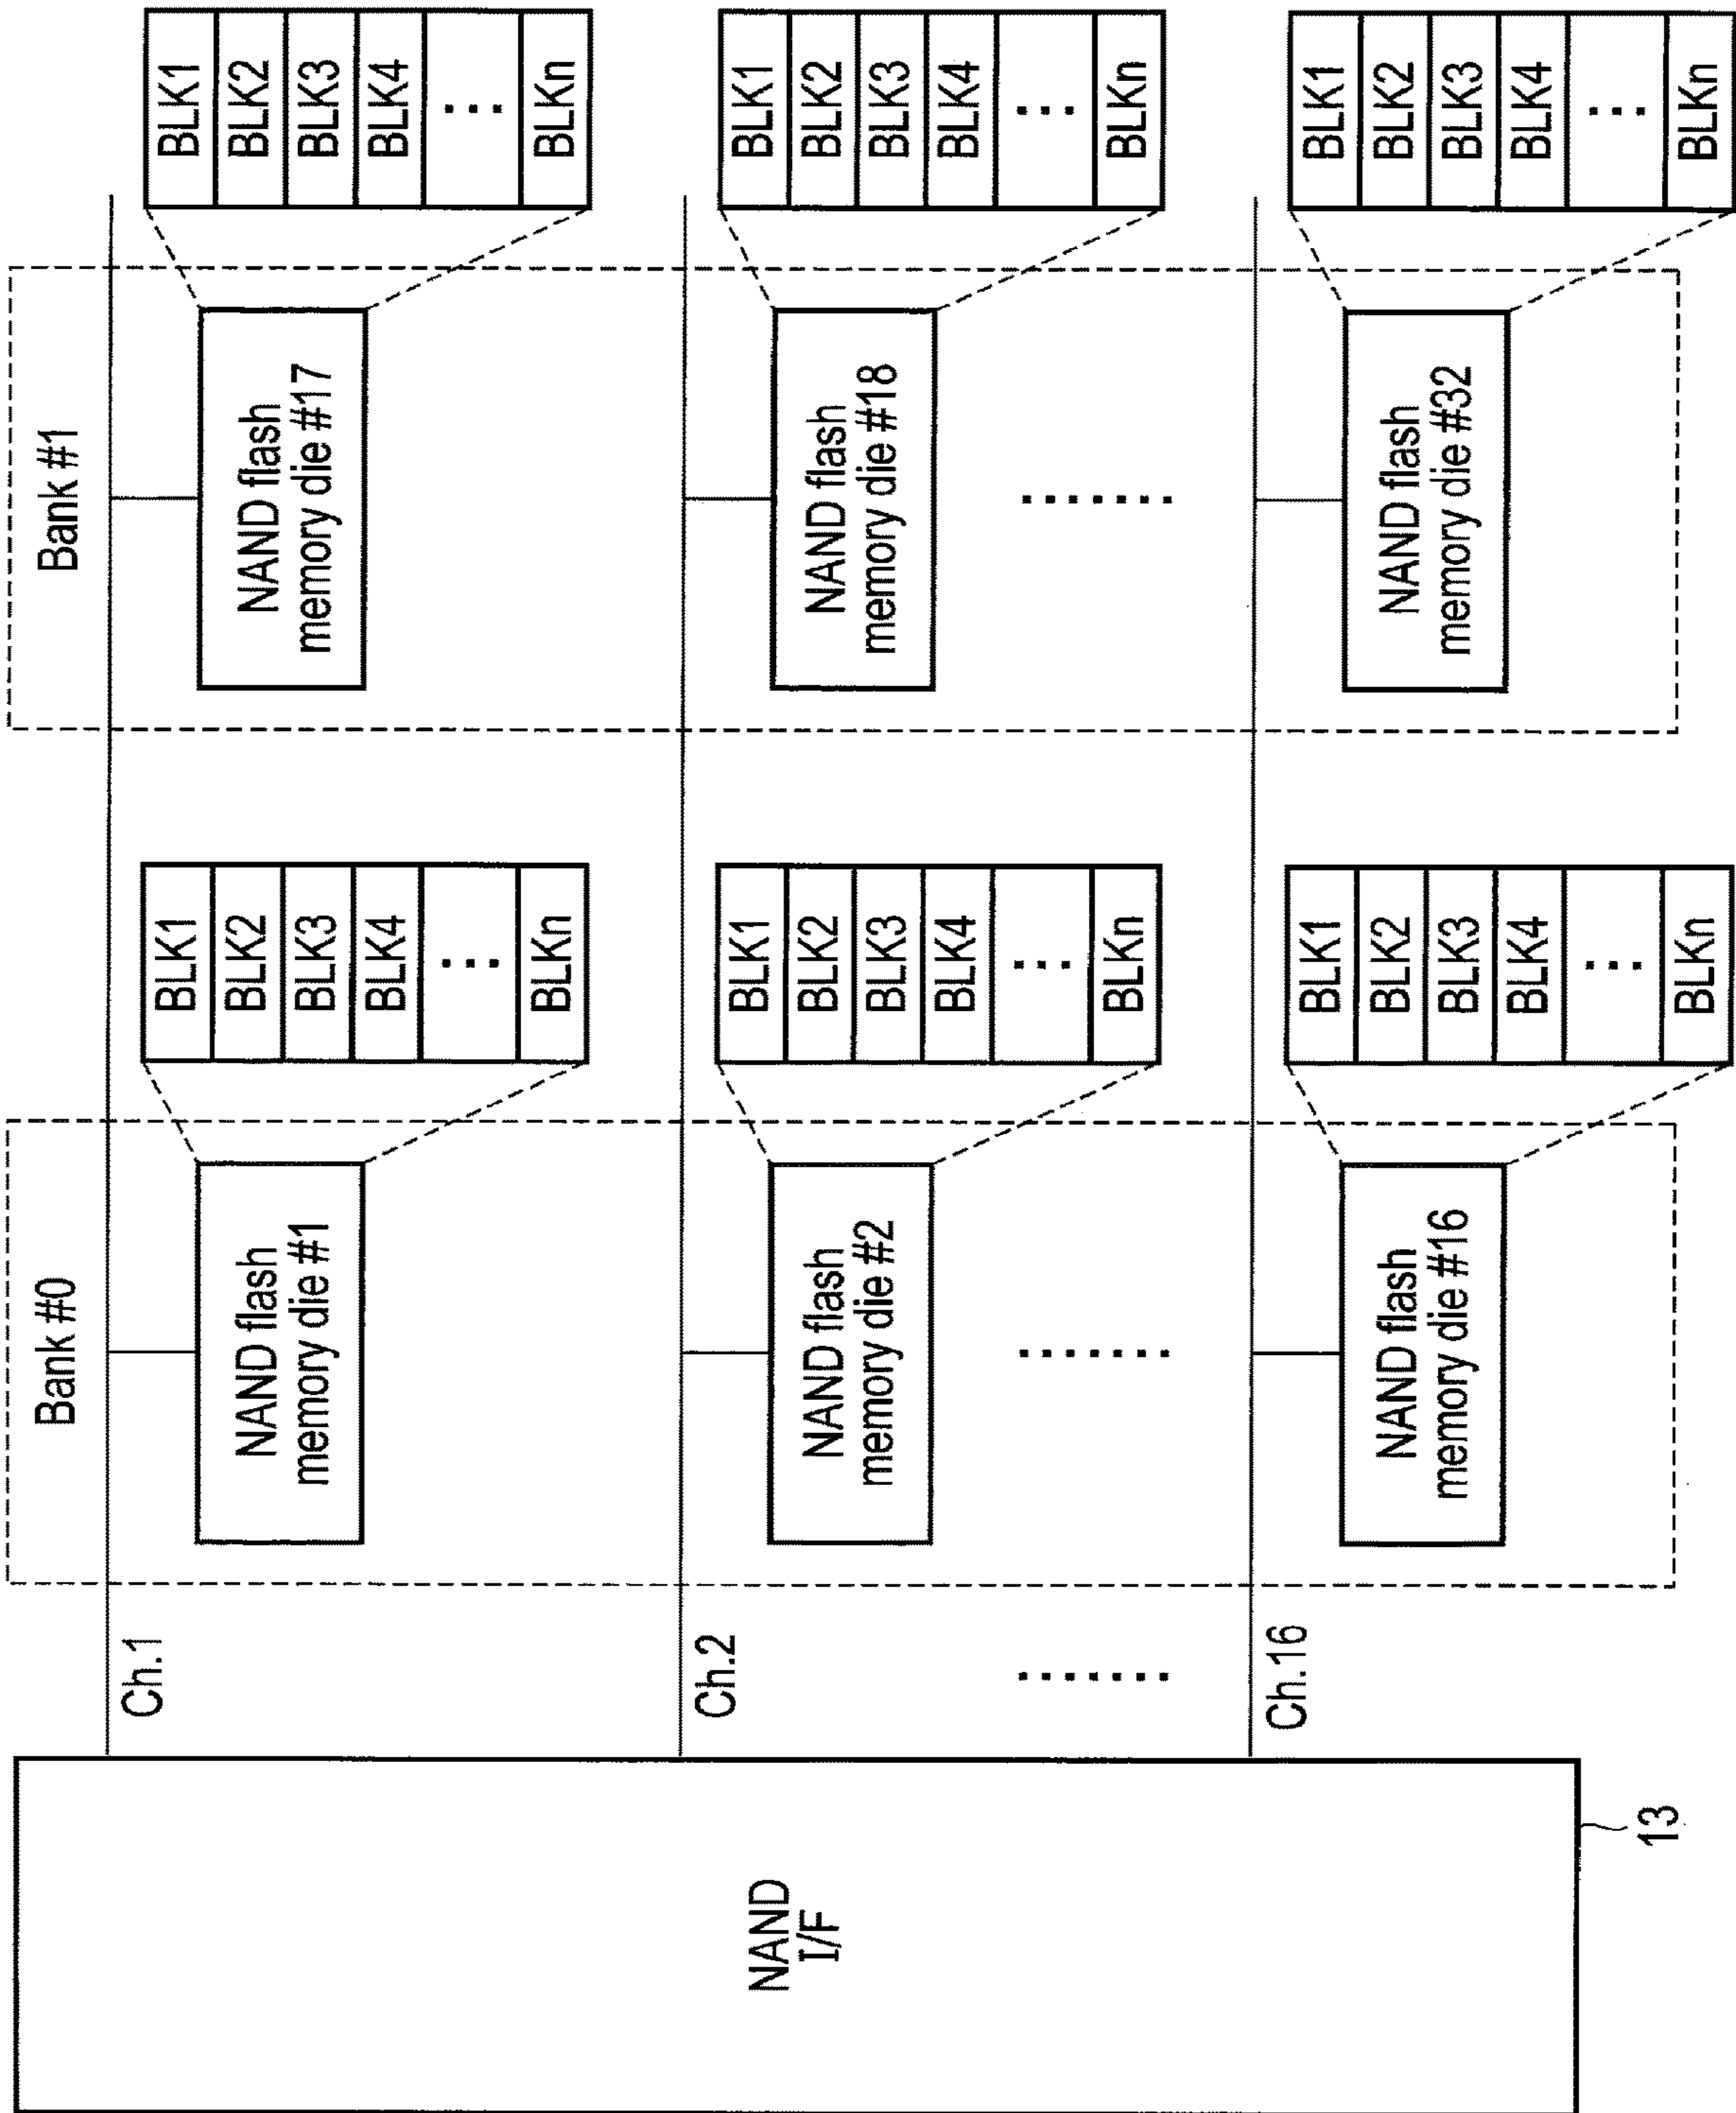 Bank #0
Bank #1
Ch.1
NAND flash
memory die #1
BLK1
BLK2
BLK3
BLK4
...
BLKn
NAND flash
memory die #17
BLK1
BLK2
BLK3
BLK4
...
BLKn
Ch.2
NAND flash
memory die #2
BLK1
BLK2
BLK3
BLK4
...
BLKn
NAND flash
memory die #18
BLK1
BLK2
BLK3
BLK4
...
BLKn
NAND
I/F
Ch.16
NAND flash
memory die #16
BLK1
BLK2
BLK3
BLK4
...
BLKn
NAND flash
memory die #32
BLK1
BLK2
BLK3
BLK4
...
BLKn
13